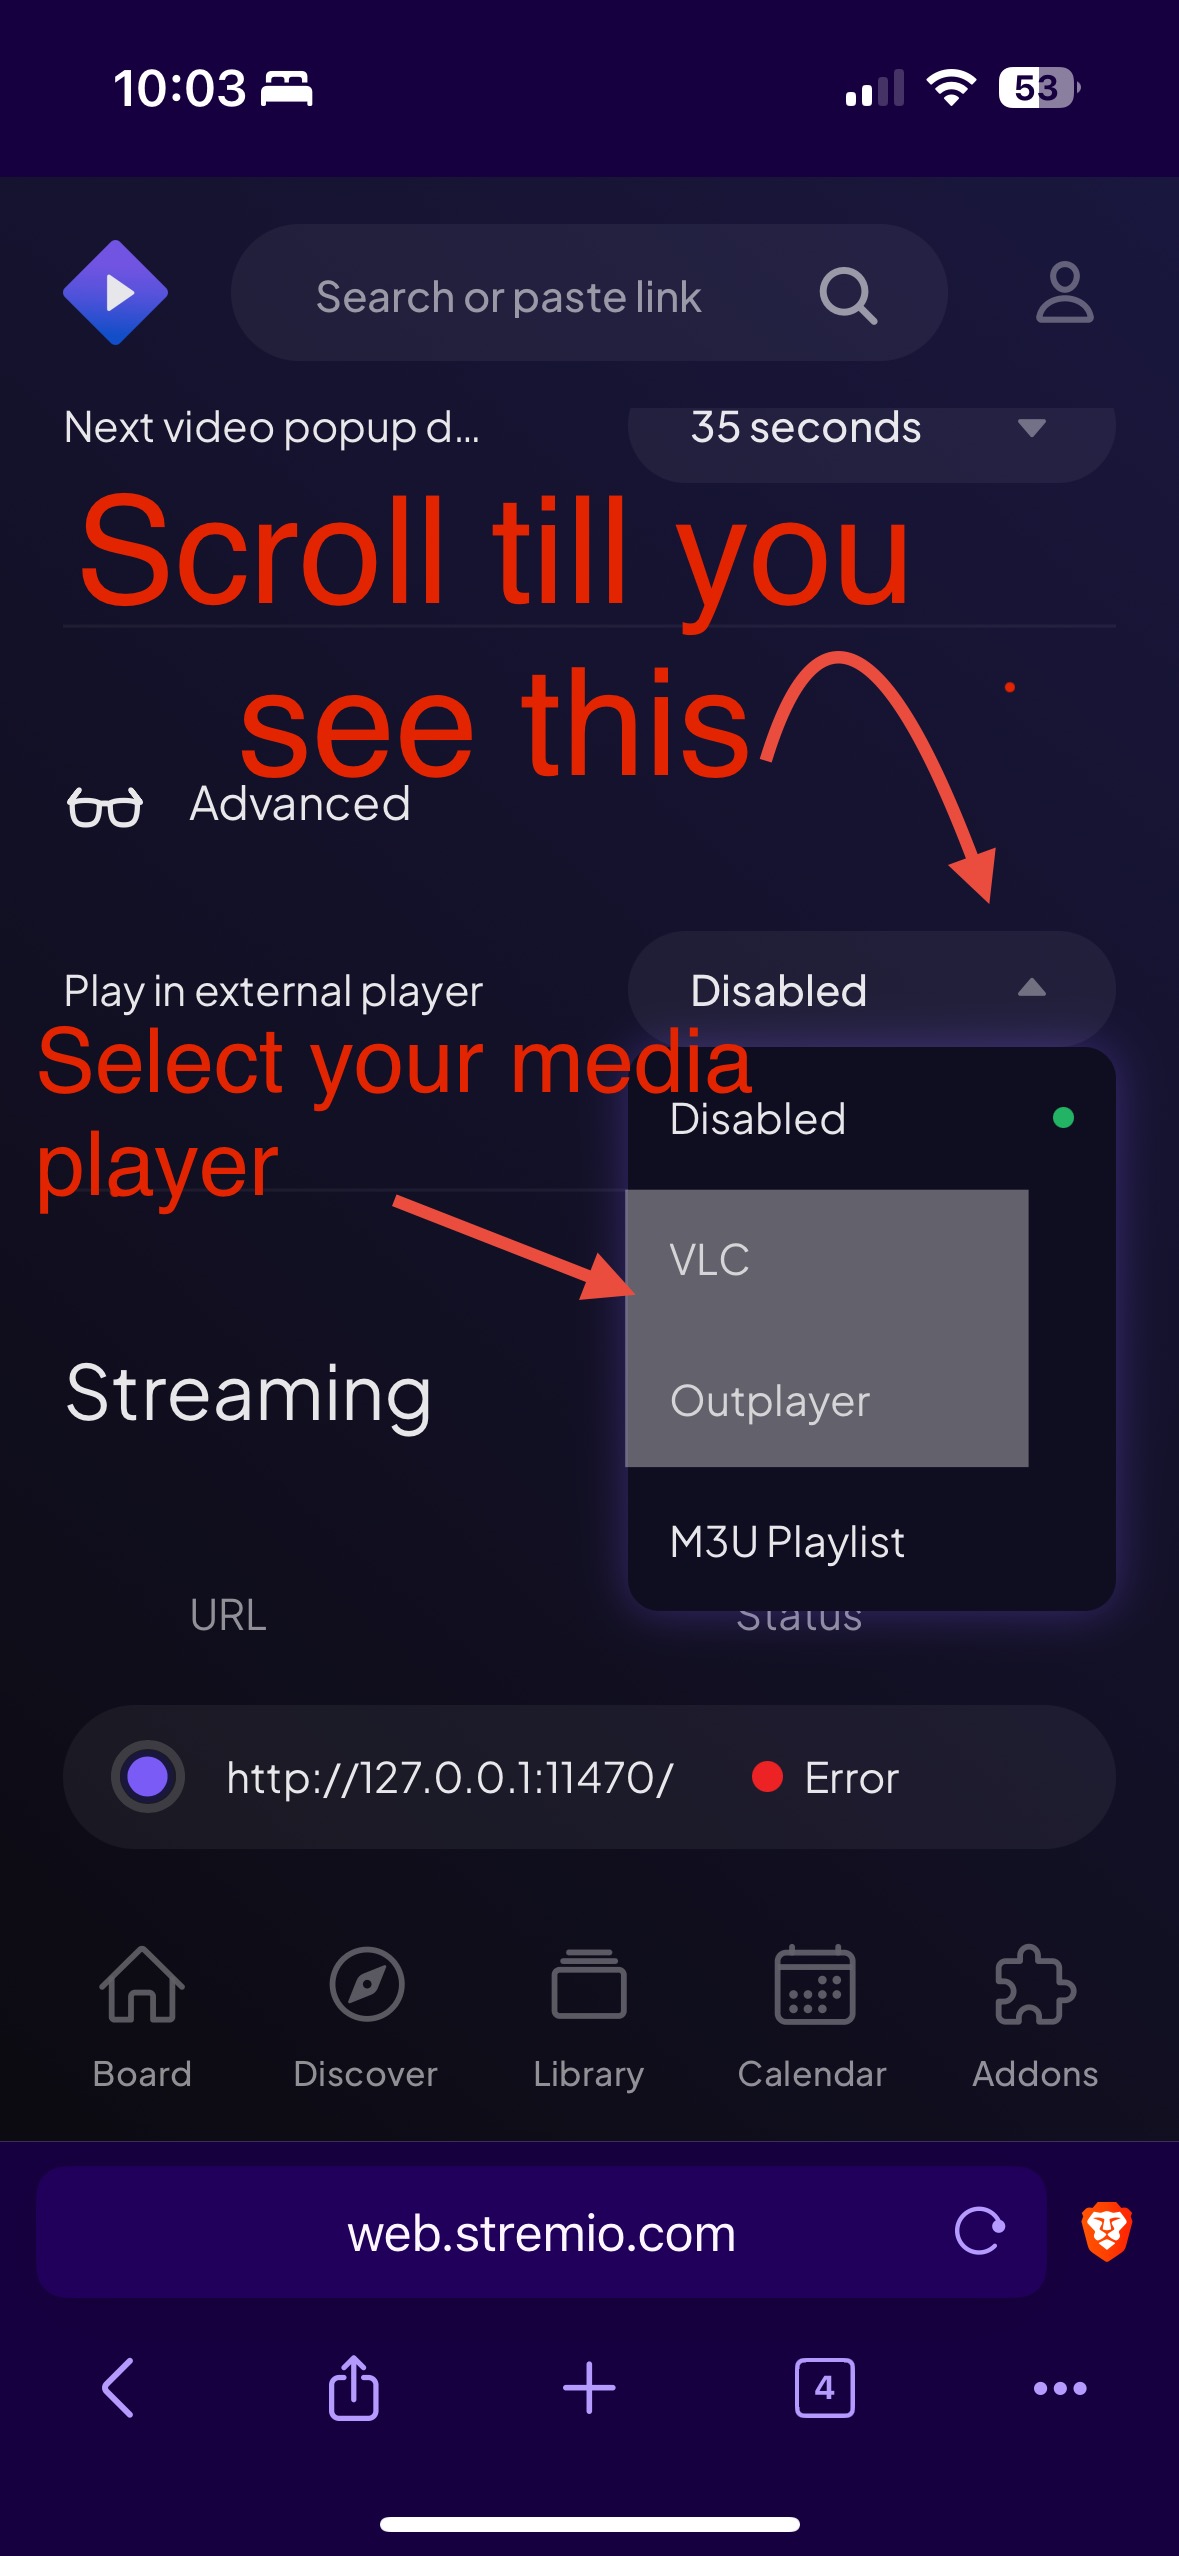 10:03
53
Search or paste link
Next video popup d...
35 seconds
Scroll till you
see this
Advanced
Play in external player
Disabled
Select your media
player
Disabled
VLC
Outplayer
M3U Playlist
Streaming
URL
Status
http://127.0.0.1:11470/
Error
Board
Discover
Library
Calendar
Addons
web.stremio.com
4